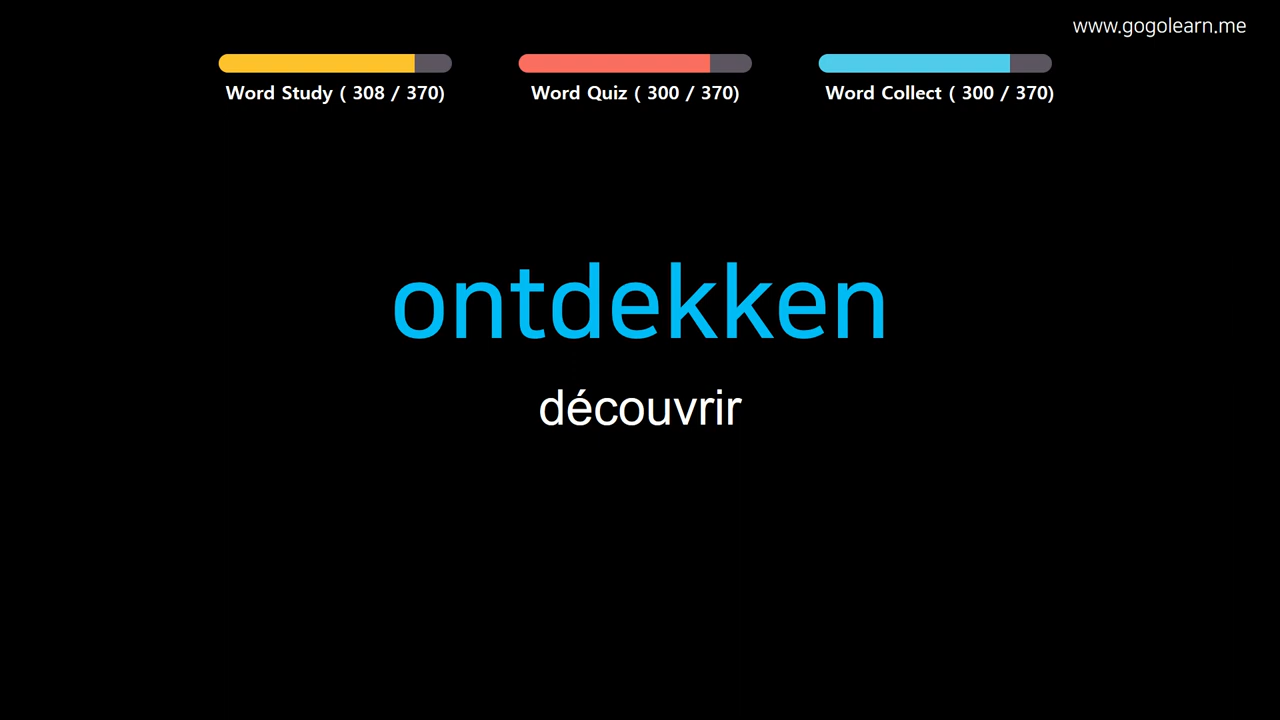 www.gogolearn.me
Word Study ( 308 / 370)
Word Quiz ( 300 / 370)
Word Collect ( 300 / 370)
ontdekken
découvrir